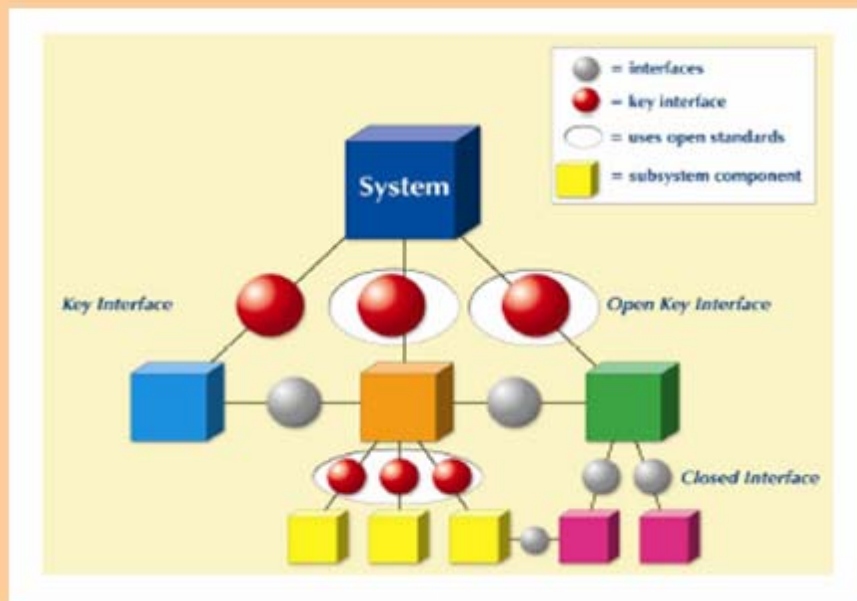 = interfaces
= key interface
= uses open standards
= subsystem component
System
Key Interface
Open Key Interface
Closed Interface